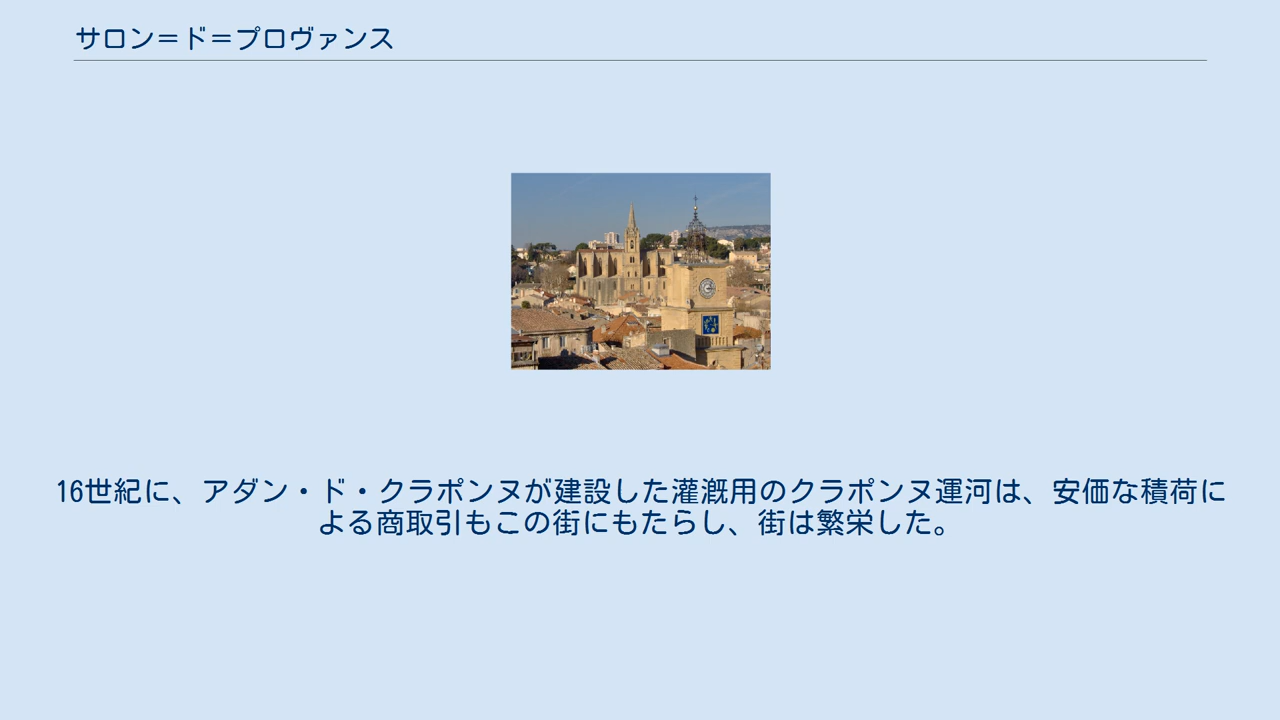 サロン＝ド＝プロヴァンス
16世紀に、アダン・ド・クラポンヌが建設した灌漑用のクラポンヌ運河は、安価な積荷に
よる商取引もこの街にもたらし、街は繁栄した。